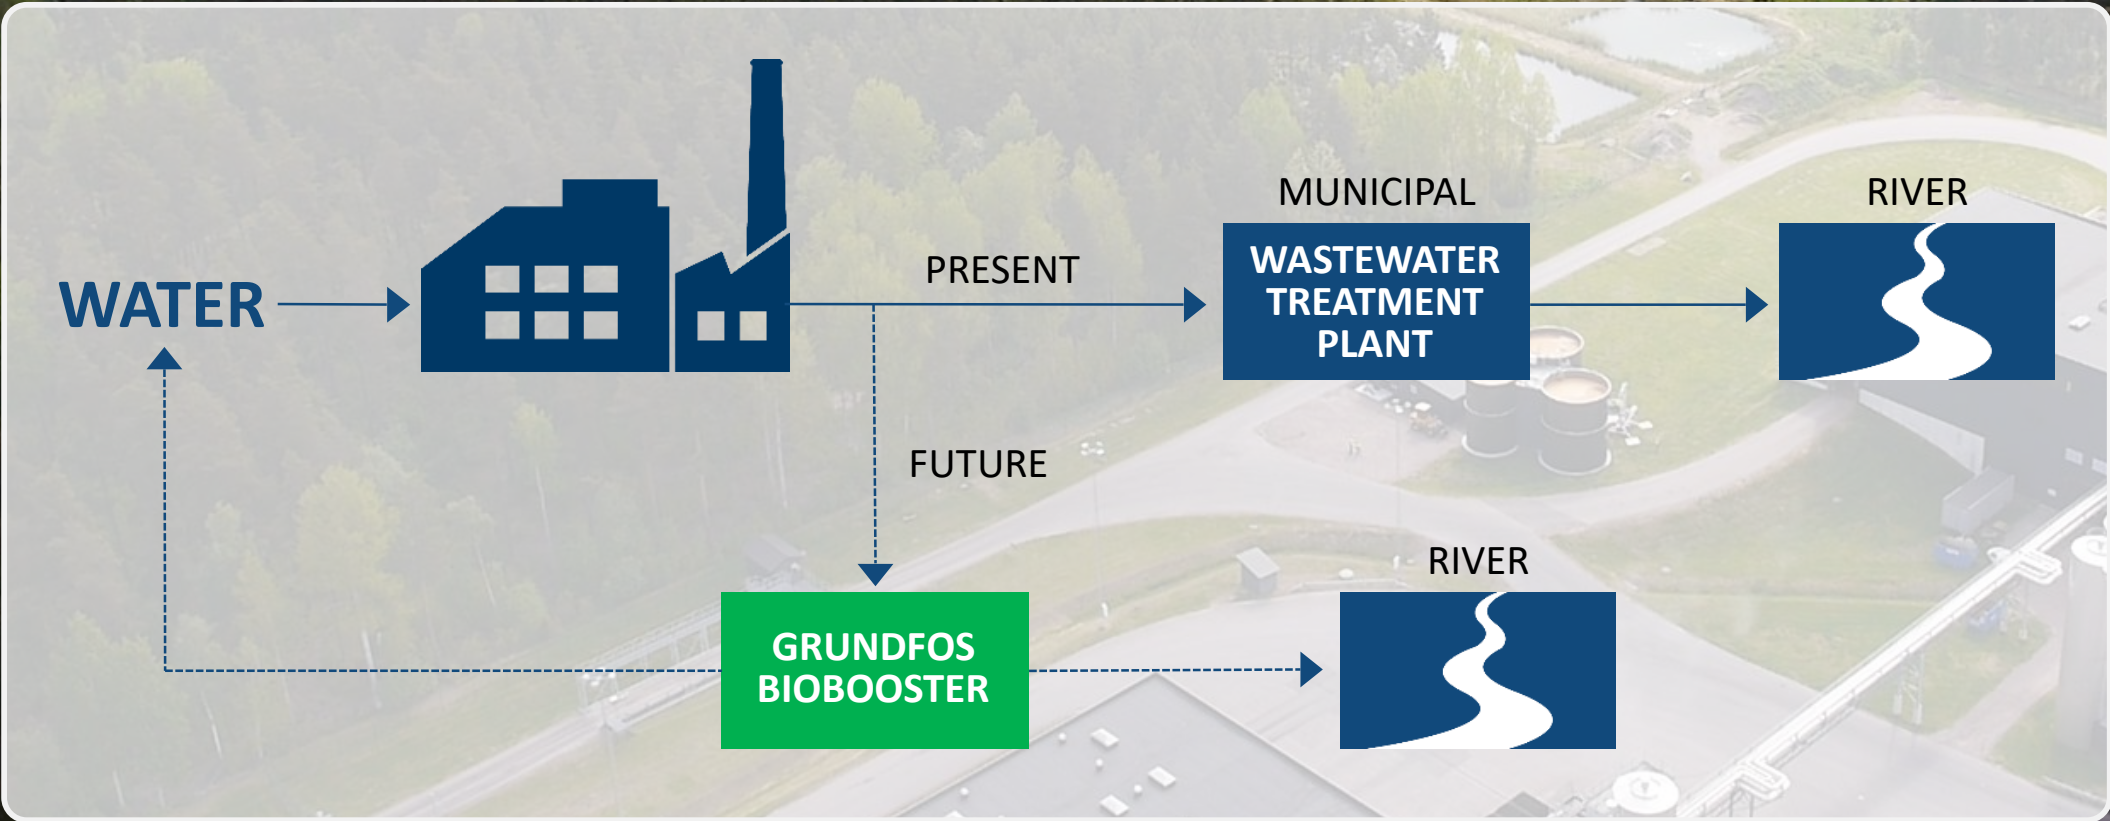 MUNICIPAL
RIVER
WASTEWATER
TREATMENT
PLANT
PRESENT
WATER
FUTURE
RIVER
GRUNDFOS
BIOBOOSTER